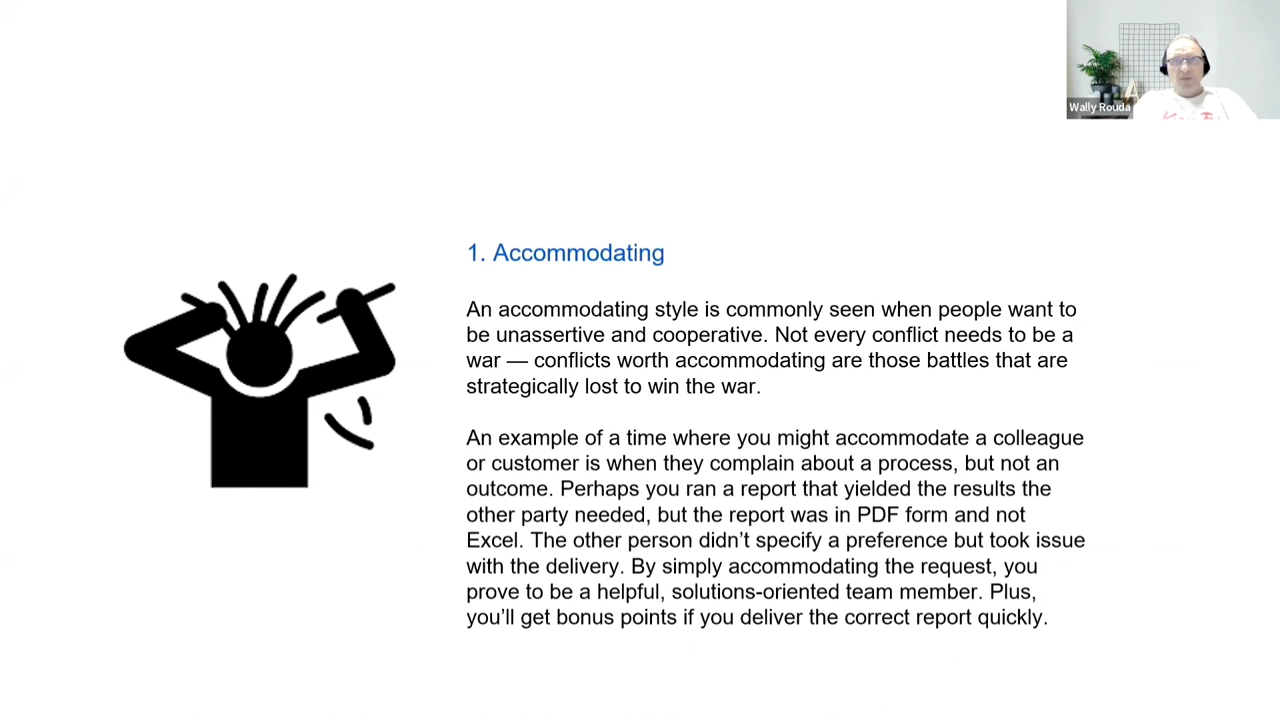 Wally Rouda
1. Accommodating
An accommodating style is commonly seen when people want to
be unassertive and cooperative. Not every conflict needs to be a
war — conflicts worth accommodating are those battles that are
strategically lost to win the war.
An example of a time where you might accommodate a colleague
or customer is when they complain about a process, but not an
outcome. Perhaps you ran a report that yielded the results the
other party needed, but the report was in PDF form and not
Excel. The other person didn’t specify a preference but took issue
with the delivery. By simply accommodating the request, you
prove to be a helpful, solutions-oriented team member. Plus,
you’ll get bonus points if you deliver the correct report quickly.